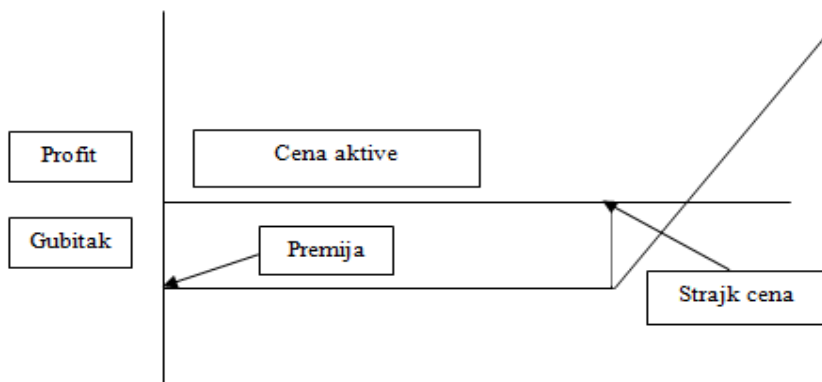 Profit
Cena aktive
Gubitak
Premija
Strajk cena